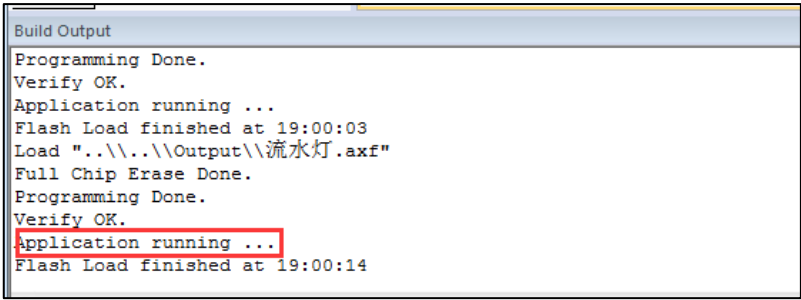 Build Output
Programming Done.
Verify OK.
Application running ...
Flash Load finished at 19:00:03
Load "..\\..\\Output\\流水灯.axf"
Full Chip Erase Done.
Programming Done.
Verify OK.
Application running ...
Flash Load finished at 19:00:14